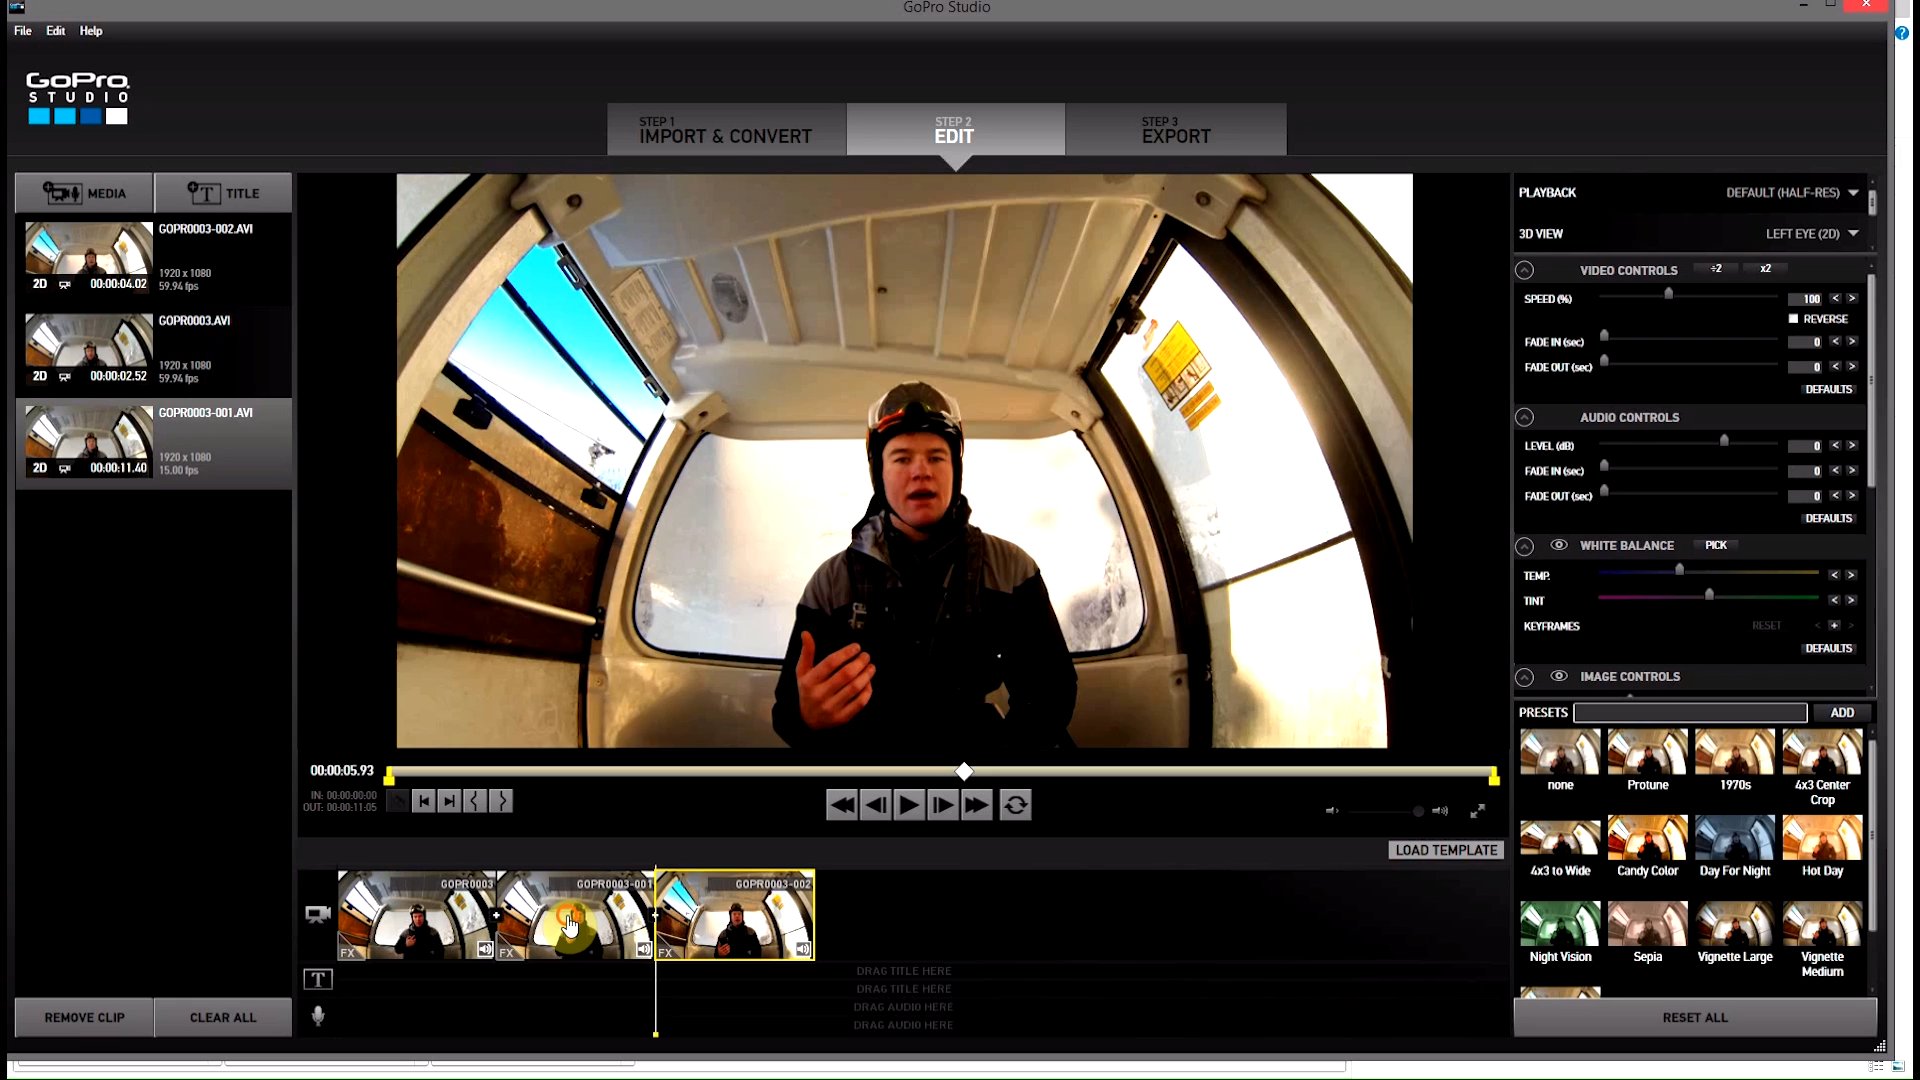 GoPro Studio
File Edit Help
GoPro
STUDIO
STEP 1
IMPORT & CONVERT
STEP 2
EDIT
STEP 3
EXPORT
MEDIA
TITLE
GOPR0003-002.AVI
1920 x 1080
59.94 fps
2D 00:00:04.02
GOPR0003.AVI
1920 x 1080
59.94 fps
2D 00:00:02.52
GOPR0003-001.AVI
1920 x 1080
15.00 fps
2D 00:00:11.40
REMOVE CLIP
CLEAR ALL
00:00:05.93
IN: 00:00:00:00
OUT: 00:00:11:05
LOAD TEMPLATE
GOPR0003
GOPR0003-001
GOPR0003-002
FX
FX
FX
T
DRAG TITLE HERE
DRAG TITLE HERE
DRAG AUDIO HERE
DRAG AUDIO HERE
PLAYBACK DEFAULT (HALF-RES)
3D VIEW LEFT EYE (2D)
VIDEO CONTROLS ÷2 x2
SPEED (%) 100 < >
REVERSE
FADE IN (sec) 0 < >
FADE OUT (sec) 0 < >
DEFAULTS
AUDIO CONTROLS
LEVEL (dB) 0 < >
FADE IN (sec) 0 < >
FADE OUT (sec) 0 < >
DEFAULTS
WHITE BALANCE PICK
TEMP. < >
TINT < >
KEYFRAMES RESET < + >
DEFAULTS
IMAGE CONTROLS
PRESETS ADD
none
Protune
1970s
4x3 Center
Crop
4x3 to Wide
Candy Color
Day For Night
Hot Day
Night Vision
Sepia
Vignette Large
Vignette
Medium
RESET ALL